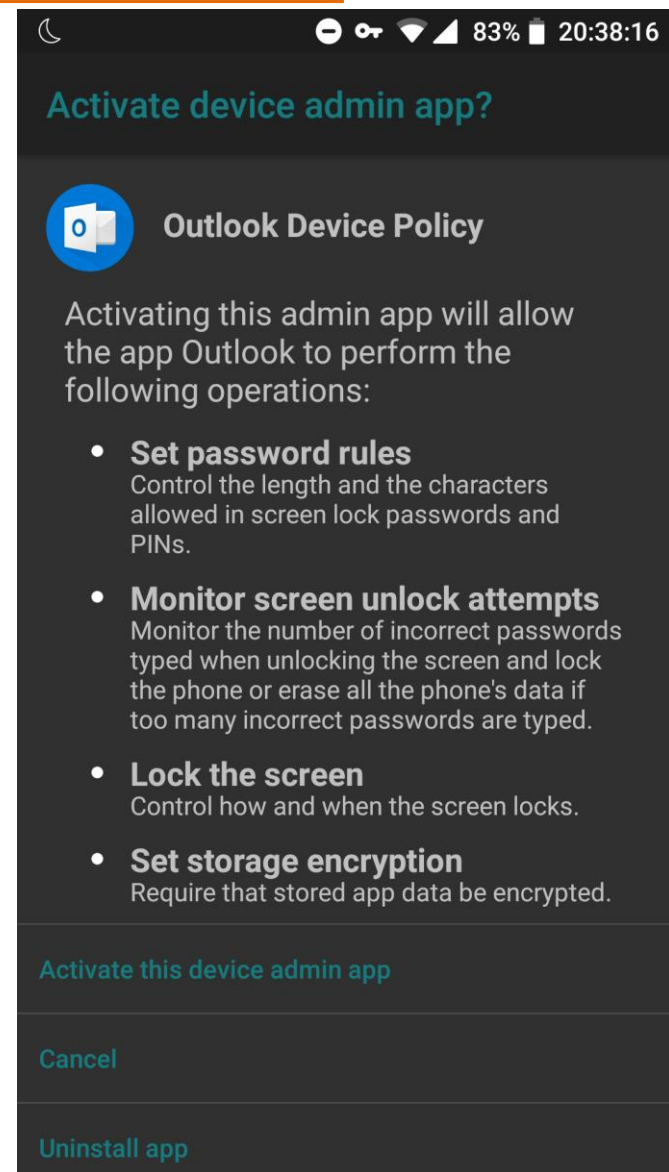 83% 20:38:16
Activate device admin app?
Outlook Device Policy
Activating this admin app will allow
the app Outlook to perform the
following operations:
• Set password rules
Control the length and the characters
allowed in screen lock passwords and
PINs.
• Monitor screen unlock attempts
Monitor the number of incorrect passwords
typed when unlocking the screen and lock
the phone or erase all the phone's data if
too many incorrect passwords are typed.
• Lock the screen
Control how and when the screen locks.
• Set storage encryption
Require that stored app data be encrypted.
Activate this device admin app
Cancel
Uninstall app